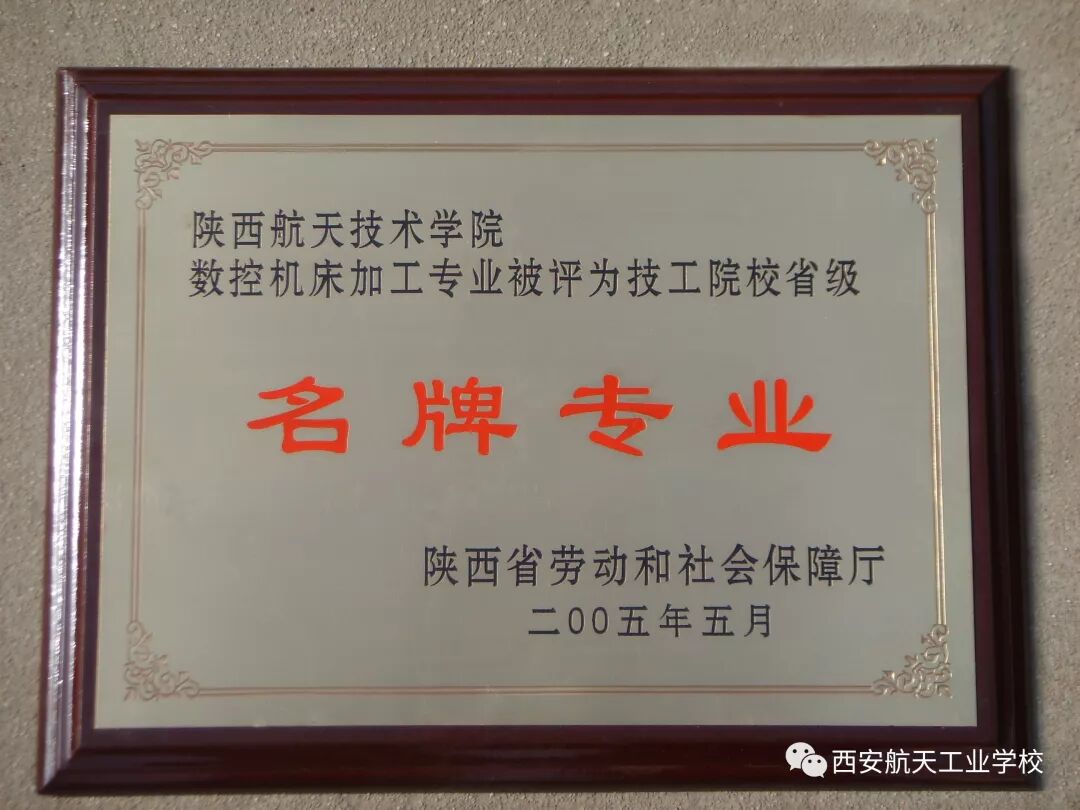 陕西航天技术学院
数控机床加工专业被评为技工院校省级
名牌专业
陕西省劳动和社会保障厅
二00五年五月
西安航天工业学校